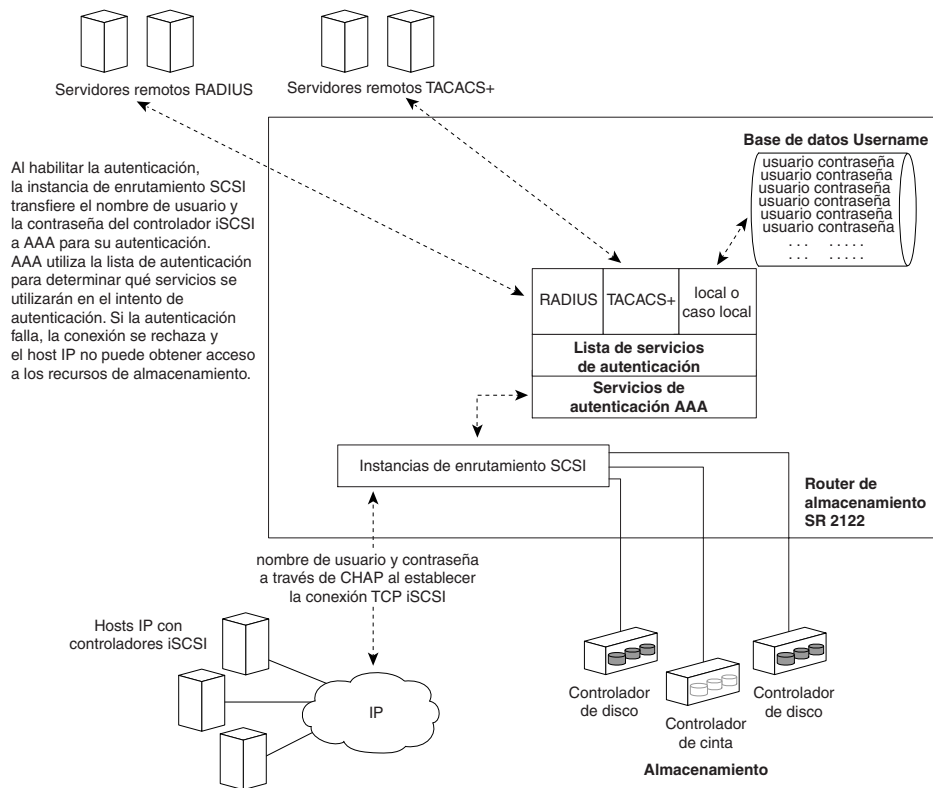 Servidores remotos RADIUS
Servidores remotos TACACS+
Al habilitar la autenticación,
la instancia de enrutamiento SCSI
transfiere el nombre de usuario y
la contraseña del controlador iSCSI
a AAA para su autenticación.
AAA utiliza la lista de autenticación
para determinar qué servicios se
utilizarán en el intento de
autenticación. Si la autenticación
falla, la conexión se rechaza y
el host IP no puede obtener acceso
a los recursos de almacenamiento.
Base de datos Username
usuario contraseña
usuario contraseña
usuario contraseña
usuario contraseña
usuario contraseña
usuario contraseña
. . . . . . . .
. . . . . . . .
RADIUS
TACACS+
local o
caso local
Lista de servicios
de autenticación
Servicios de
autenticación AAA
Instancias de enrutamiento SCSI
Router de
almacenamiento
SR 2122
nombre de usuario y contraseña
a través de CHAP al establecer
la conexión TCP iSCSI
Hosts IP con
controladores iSCSI
IP
Controlador
de disco
Controlador
de cinta
Controlador
de disco
Almacenamiento